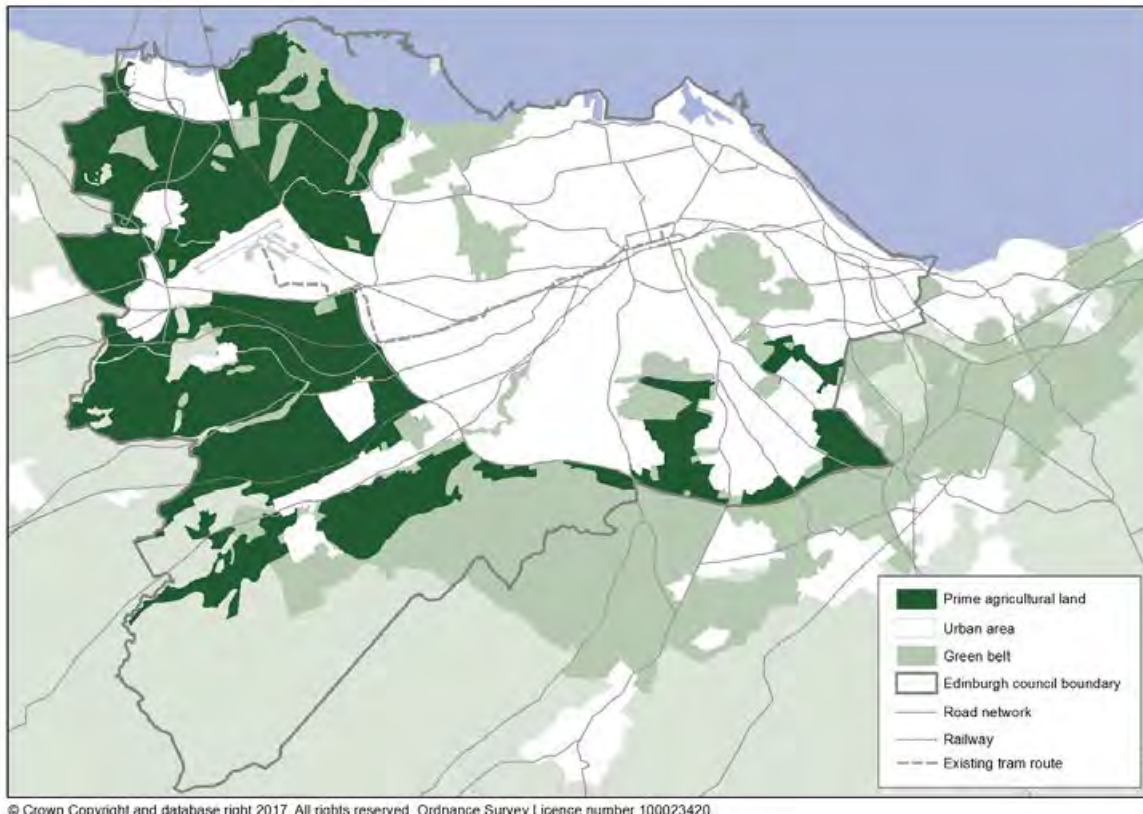 Prime agricultural land
Urban area
Green belt
Edinburgh council boundary
Road network
Railway
Existing tram route
© Crown Copyright and database right 2017. All rights reserved. Ordnance Survey Licence number 100023420